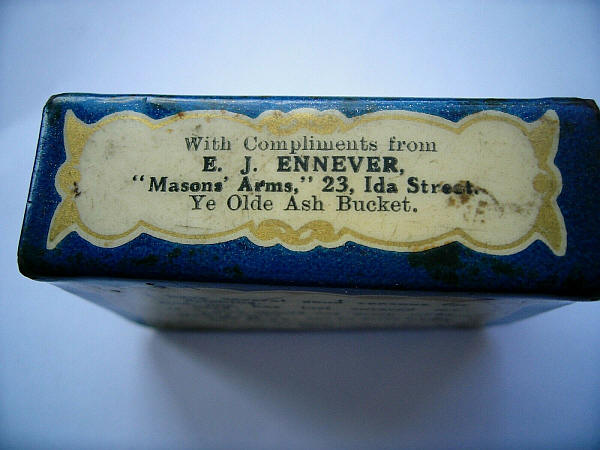 With Compliments from
E. J. ENNEVER,
"Masons' Arms," 23, Ida Street.
Ye Olde Ash Bucket.